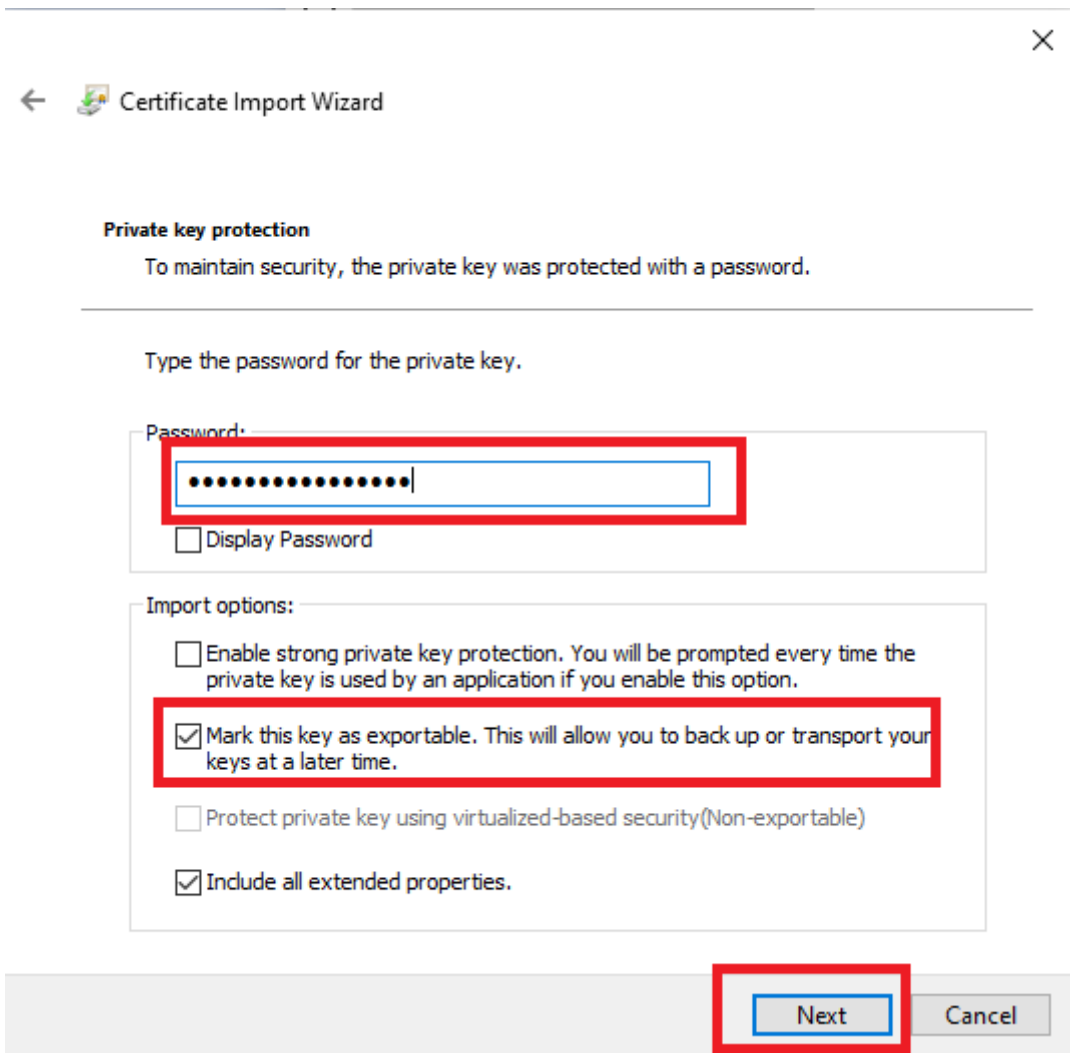 Certificate Import Wizard
Private key protection
To maintain security, the private key was protected with a password.
Type the password for the private key.
Password:
••••••••••••••••
Display Password
Import options:
Enable strong private key protection. You will be prompted every time the
private key is used by an application if you enable this option.
Mark this key as exportable. This will allow you to back up or transport your
keys at a later time.
Protect private key using virtualized-based security(Non-exportable)
Include all extended properties.
Next
Cancel